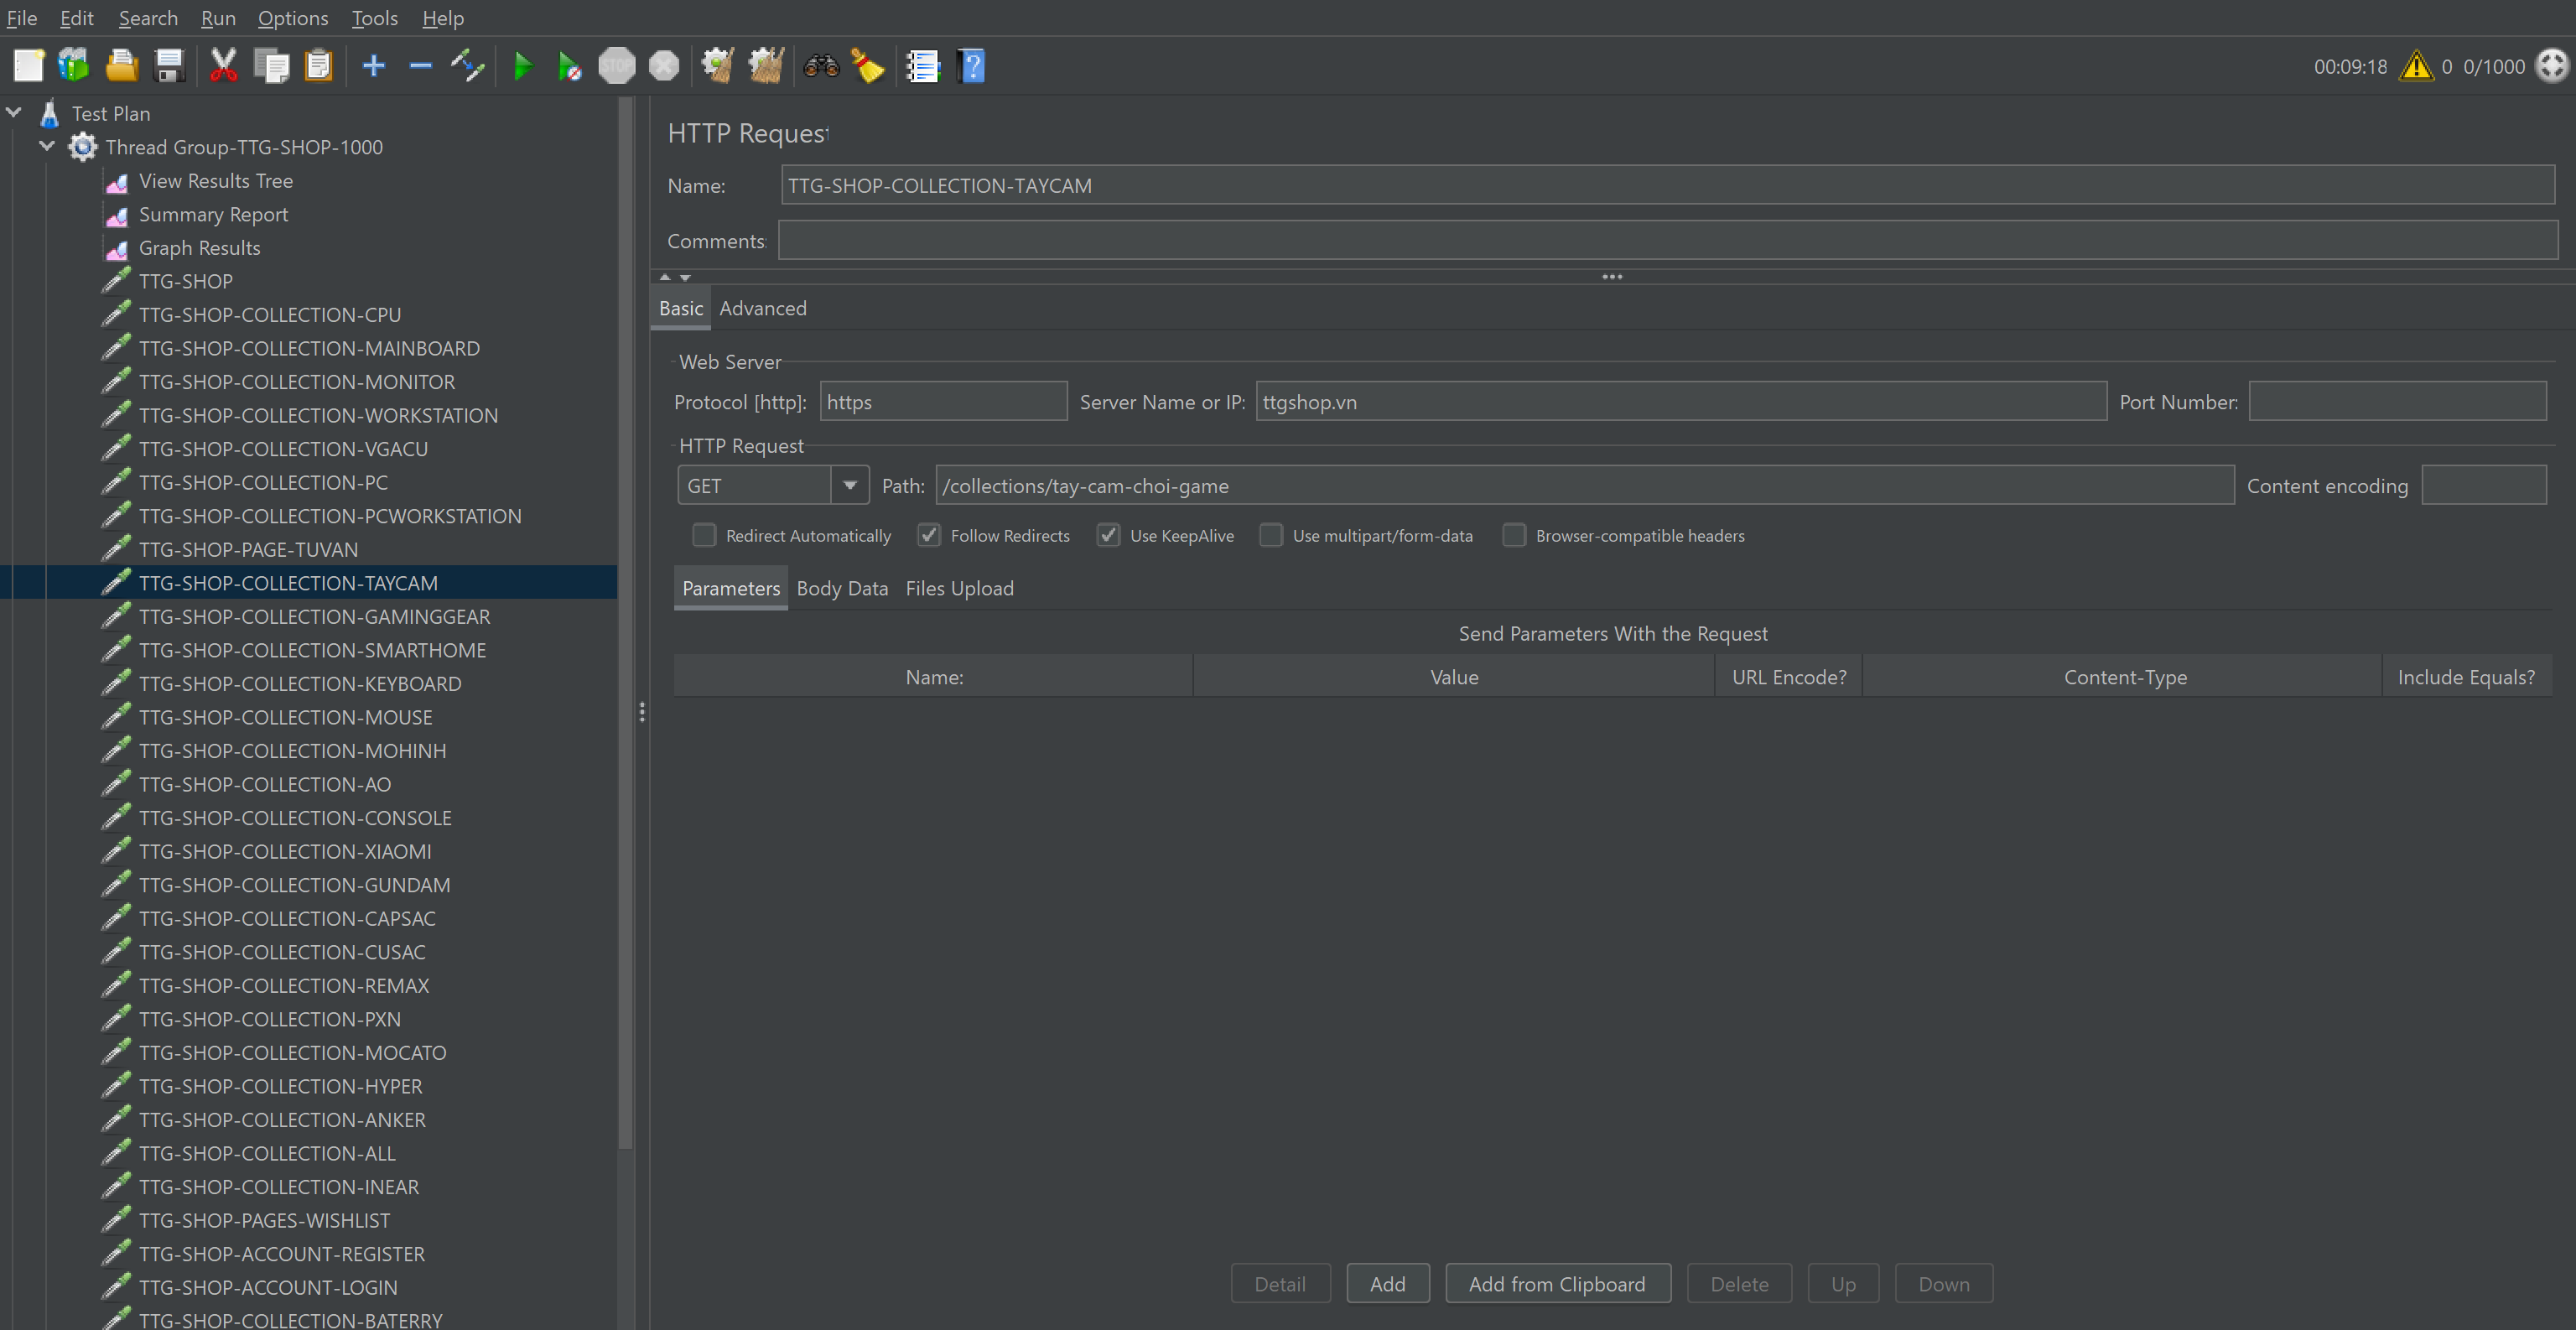 File Edit Search Run Options Tools Help
STOP
00:09:18 0 0/1000
Test Plan
Thread Group-TTG-SHOP-1000
View Results Tree
Summary Report
Graph Results
TTG-SHOP
TTG-SHOP-COLLECTION-CPU
TTG-SHOP-COLLECTION-MAINBOARD
TTG-SHOP-COLLECTION-MONITOR
TTG-SHOP-COLLECTION-WORKSTATION
TTG-SHOP-COLLECTION-VGACU
TTG-SHOP-COLLECTION-PC
TTG-SHOP-COLLECTION-PCWORKSTATION
TTG-SHOP-PAGE-TUVAN
TTG-SHOP-COLLECTION-TAYCAM
TTG-SHOP-COLLECTION-GAMINGGEAR
TTG-SHOP-COLLECTION-SMARTHOME
TTG-SHOP-COLLECTION-KEYBOARD
TTG-SHOP-COLLECTION-MOUSE
TTG-SHOP-COLLECTION-MOHINH
TTG-SHOP-COLLECTION-AO
TTG-SHOP-COLLECTION-CONSOLE
TTG-SHOP-COLLECTION-XIAOMI
TTG-SHOP-COLLECTION-GUNDAM
TTG-SHOP-COLLECTION-CAPSAC
TTG-SHOP-COLLECTION-CUSAC
TTG-SHOP-COLLECTION-REMAX
TTG-SHOP-COLLECTION-PXN
TTG-SHOP-COLLECTION-MOCATO
TTG-SHOP-COLLECTION-HYPER
TTG-SHOP-COLLECTION-ANKER
TTG-SHOP-COLLECTION-ALL
TTG-SHOP-COLLECTION-INEAR
TTG-SHOP-PAGES-WISHLIST
TTG-SHOP-ACCOUNT-REGISTER
TTG-SHOP-ACCOUNT-LOGIN
TTG-SHOP-COLLECTION-BATERRY
HTTP Request
Name: TTG-SHOP-COLLECTION-TAYCAM
Comments:
Basic Advanced
Web Server
Protocol [http]: https Server Name or IP: ttgshop.vn Port Number:
HTTP Request
GET Path: /collections/tay-cam-choi-game Content encoding
Redirect Automatically Follow Redirects Use KeepAlive Use multipart/form-data Browser-compatible headers
Parameters Body Data Files Upload
Send Parameters With the Request
Name: Value URL Encode? Content-Type Include Equals?
Detail Add Add from Clipboard Delete Up Down